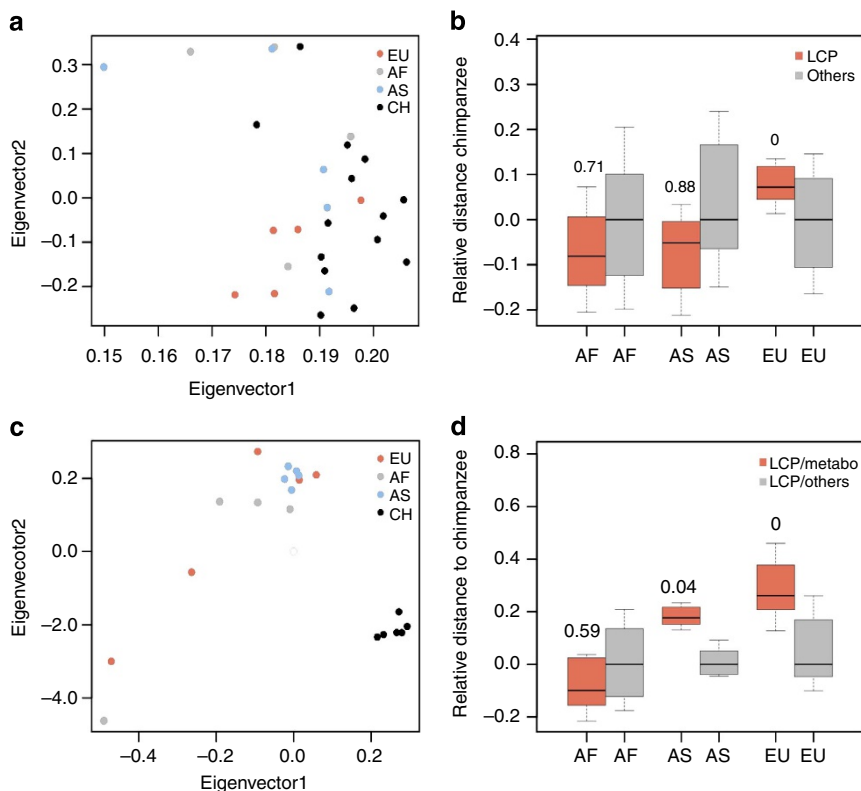 a
EU
AF
AS
CH
0.3
0.2
0.1
0.0
–0.1
–0.2
Eigenvector2
0.15
0.16
0.17
0.18
0.19
0.20
Eigenvector1
b
LCP
Others
0.4
0.3
0.2
0.1
0.0
–0.1
–0.2
Relative distance chimpanzee
0.71
0.88
0
AF
AF
AS
AS
EU
EU
c
EU
AF
AS
CH
0.2
0.0
–2.0
–4.0
Eigenvecotor2
–0.4
–0.2
0.0
0.2
Eigenvector1
d
LCP/metabo
LCP/others
0.8
0.6
0.4
0.2
0.0
–0.2
Relative distance to chimpanzee
0.59
0.04
0
AF
AF
AS
AS
EU
EU